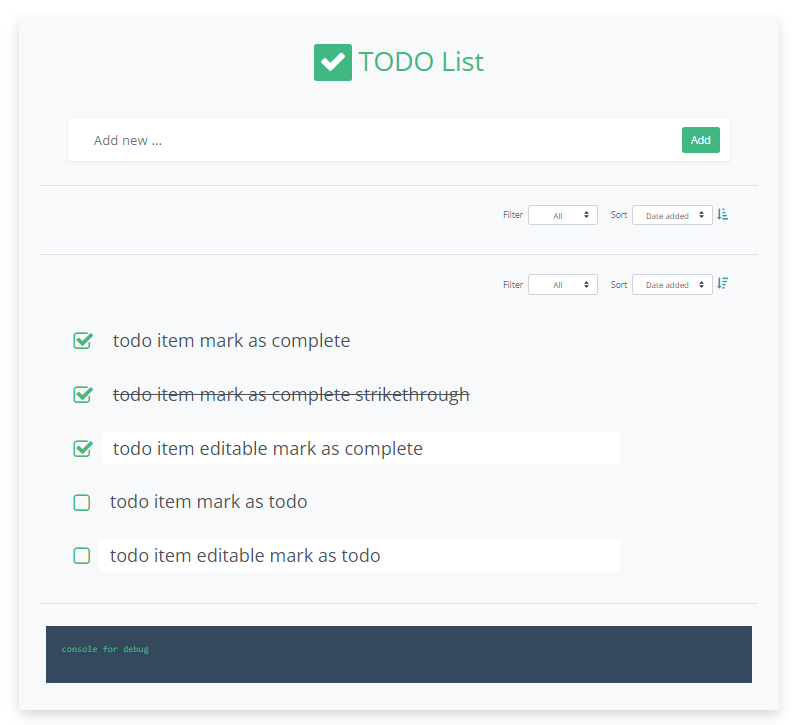 TODO List
Add new ...
Add
Filter All Sort Date added
Filter All Sort Date added
todo item mark as complete
todo item mark as complete strikethrough
todo item editable mark as complete
todo item mark as todo
todo item editable mark as todo
console for debug